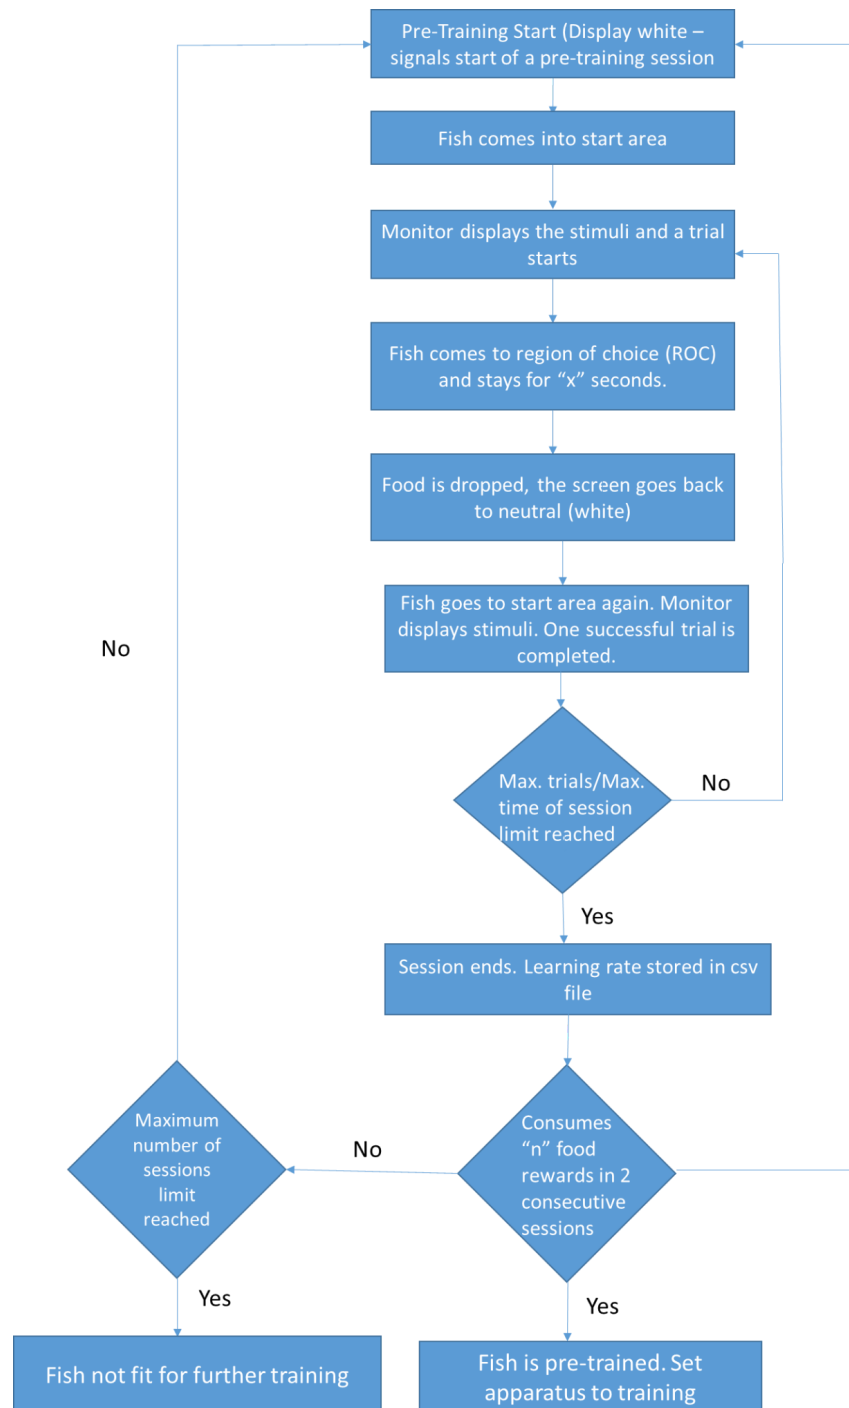 Pre-Training Start (Display white –
signals start of a pre-training session
Fish comes into start area
Monitor displays the stimuli and a trial
starts
Fish comes to region of choice (ROC)
and stays for “x” seconds.
Food is dropped, the screen goes back
to neutral (white)
Fish goes to start area again. Monitor
displays stimuli. One successful trial is
completed.
No
Max. trials/Max.
time of session
limit reached
No
Yes
Session ends. Learning rate stored in csv
file
Maximum
number of
sessions
limit
reached
No
Consumes
“n” food
rewards in 2
consecutive
sessions
Yes
Yes
Fish not fit for further training
Fish is pre-trained. Set
apparatus to training